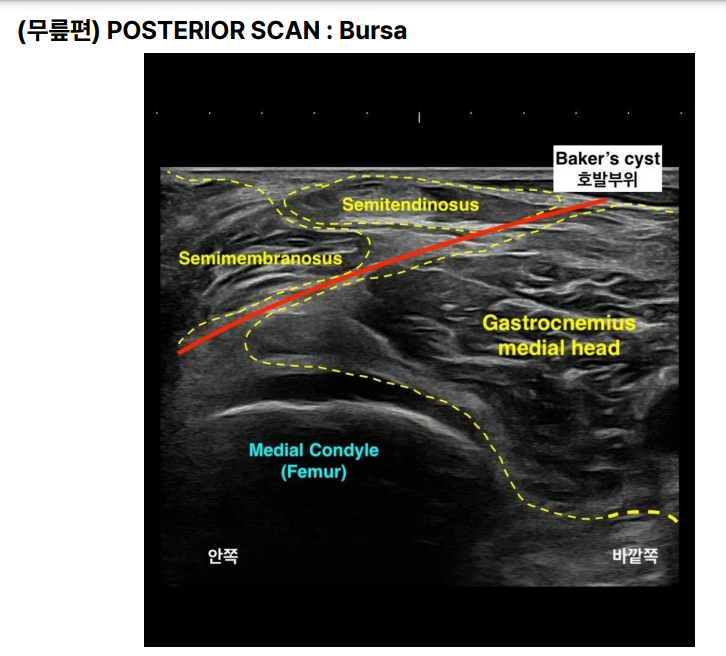 (무릎편) POSTERIOR SCAN : Bursa
Baker's cyst
호발부위
Semitendinosus
Semimembranosus
Gastrocnemius
medial head
Medial Condyle
(Femur)
안쪽
바깥쪽